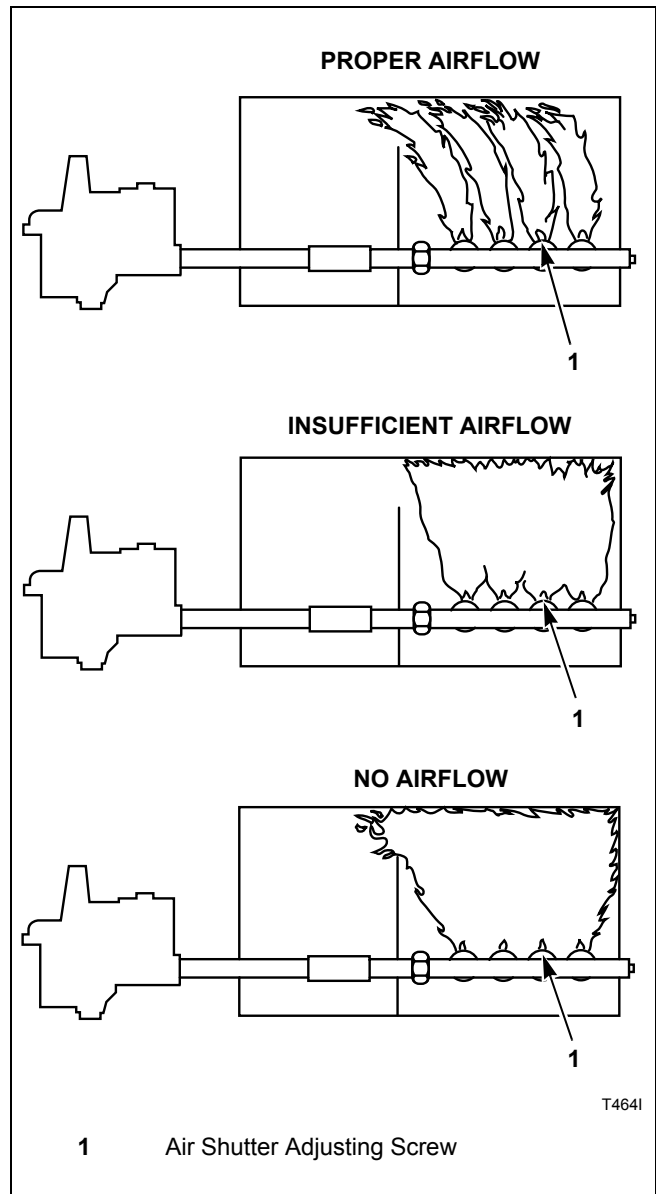 PROPER AIRFLOW
1
INSUFFICIENT AIRFLOW
1
NO AIRFLOW
1
T464I
1 Air Shutter Adjusting Screw